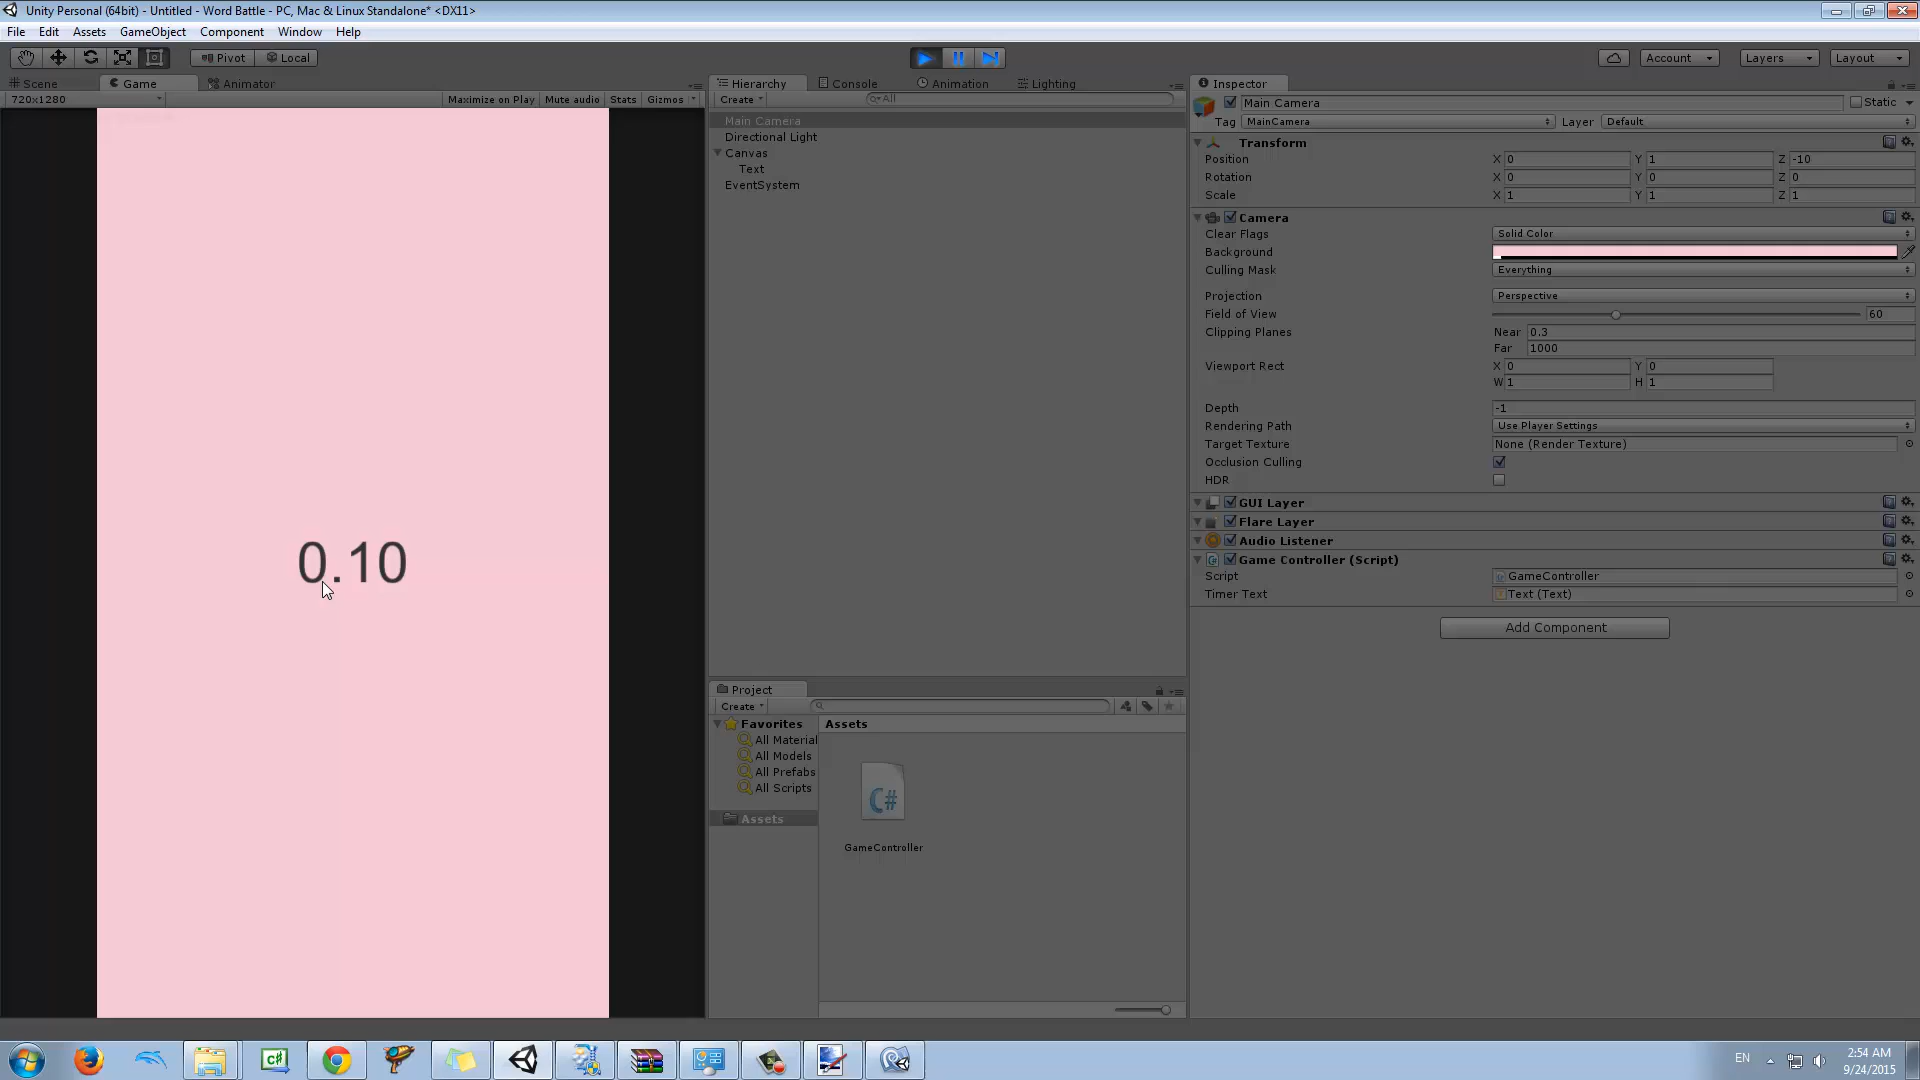 Unity Personal (64bit) - Untitled - Word Battle - PC, Mac & Linux Standalone* <DX11>
File Edit Assets GameObject Component Window Help
Pivot Local Account Layers Layout
Scene Game Animator Hierarchy Console Animation Lighting Inspector
720x1280 Maximize on Play Mute audio Stats Gizmos Create All
Main Camera Static
Tag MainCamera Layer Default
Main Camera
Directional Light
Canvas
Text
EventSystem
Transform
Position X 0 Y 1 Z -10
Rotation X 0 Y 0 Z 0
Scale X 1 Y 1 Z 1
Camera
Clear Flags Solid Color
Background
Culling Mask Everything
Projection Perspective
Field of View 60
Clipping Planes Near 0.3
Far 1000
Viewport Rect X 0 Y 0
W 1 H 1
Depth -1
Rendering Path Use Player Settings
Target Texture None (Render Texture)
Occlusion Culling
HDR
GUI Layer
Flare Layer
Audio Listener
Game Controller (Script)
Script GameController
Timer Text Text (Text)
Add Component
0.10
Project
Create
Favorites
All Material
All Models
All Prefabs
All Scripts
Assets
Assets
C#
GameController
C#
EN
2:54 AM
9/24/2015